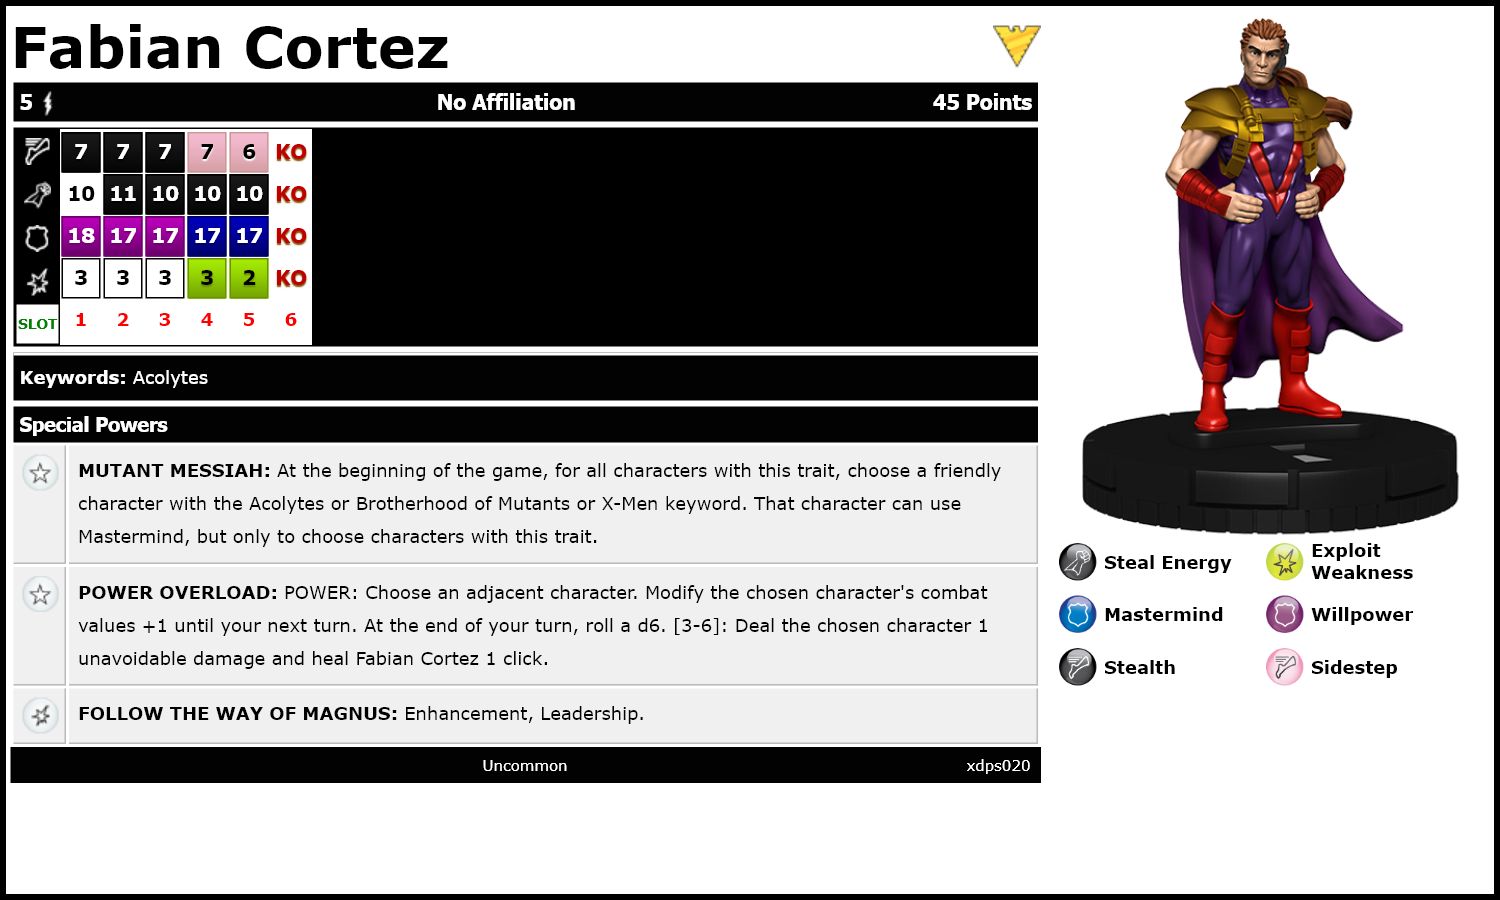 Fabian Cortez
5 No Affiliation 45 Points
7 7 7 7 6 KO
10 11 10 10 10 KO
18 17 17 17 17 KO
3 3 3 3 2 KO
SLOT 1 2 3 4 5 6
Keywords: Acolytes
Special Powers
MUTANT MESSIAH: At the beginning of the game, for all characters with this trait, choose a friendly
character with the Acolytes or Brotherhood of Mutants or X-Men keyword. That character can use
Mastermind, but only to choose characters with this trait.
POWER OVERLOAD: POWER: Choose an adjacent character. Modify the chosen character's combat
values +1 until your next turn. At the end of your turn, roll a d6. [3-6]: Deal the chosen character 1
unavoidable damage and heal Fabian Cortez 1 click.
FOLLOW THE WAY OF MAGNUS: Enhancement, Leadership.
Uncommon xdps020
Steal Energy
Exploit
Weakness
Mastermind
Willpower
Stealth
Sidestep